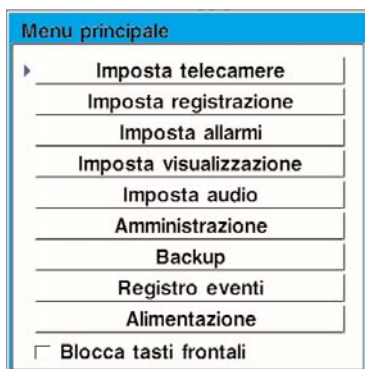 Menu principale
Imposta telecamere
Imposta registrazione
Imposta allarmi
Imposta visualizzazione
Imposta audio
Amministrazione
Backup
Registro eventi
Alimentazione
Blocca tasti frontali